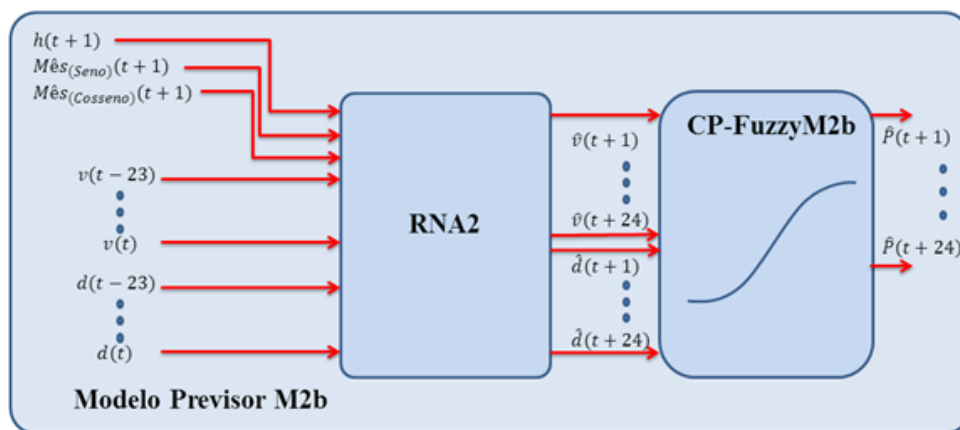 h(t + 1)
Mês(Seno)(t + 1)
Mês(Cosseno)(t + 1)
v(t − 23)
v(t)
d(t − 23)
d(t)
Modelo Previsor M2b
RNA2
v̂(t + 1)
v̂(t + 24)
d̂(t + 1)
d̂(t + 24)
CP-FuzzyM2b
P̂(t + 1)
P̂(t + 24)